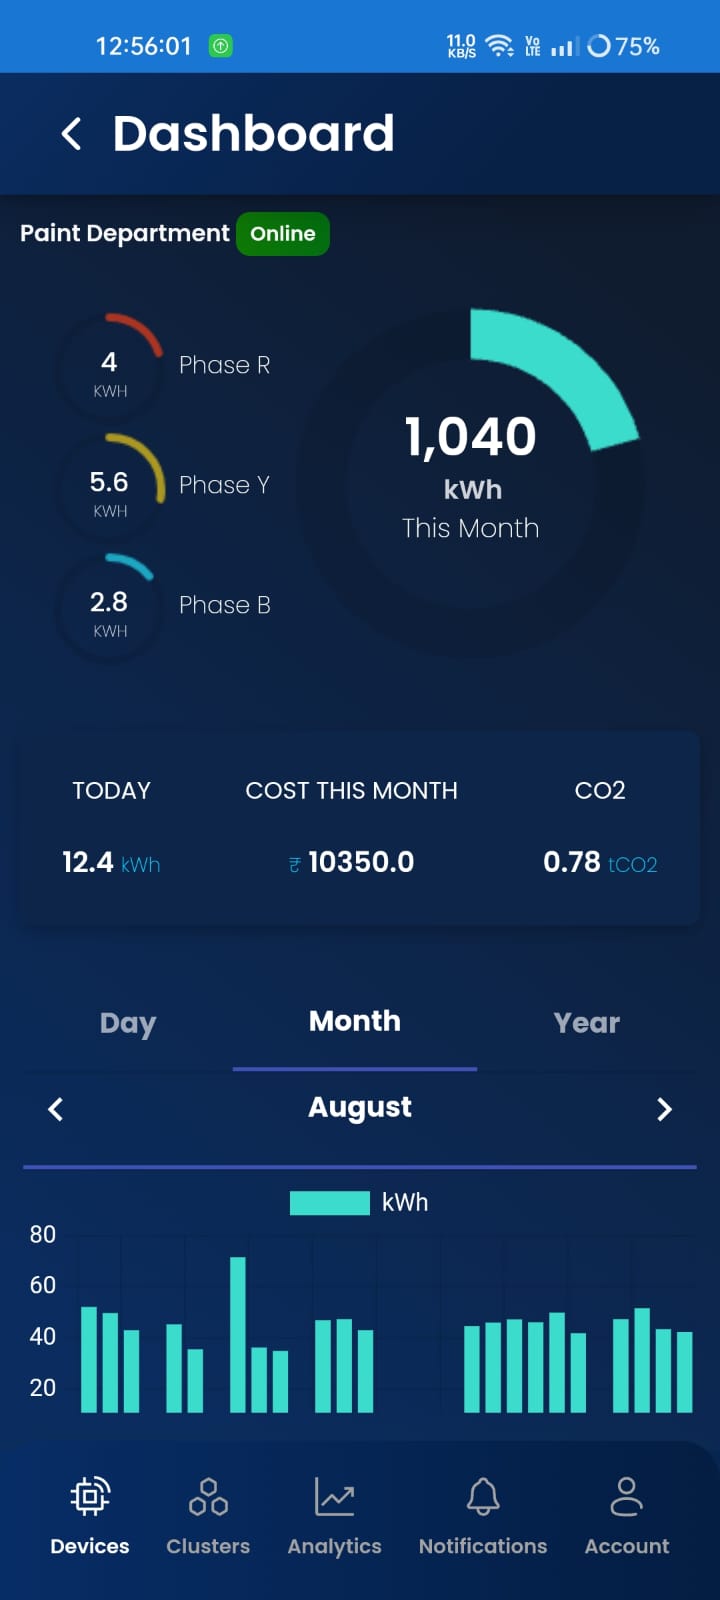 12:56:01 11.0 KB/S Vo LTE 75%
Dashboard
Paint Department Online
4 KWH Phase R
5.6 KWH Phase Y
2.8 KWH Phase B
1,040
kWh
This Month
TODAY COST THIS MONTH CO2
12.4 kWh ₹ 10350.0 0.78 tCO2
Day Month Year
August
kWh
80
60
40
20
Devices Clusters Analytics Notifications Account